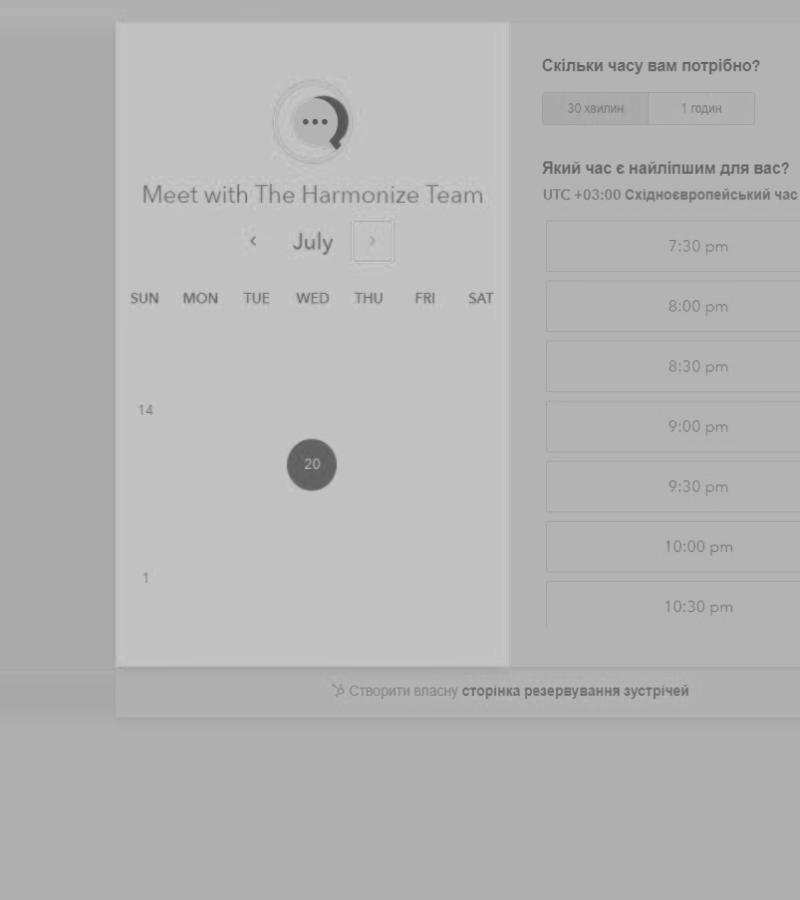 Meet with The Harmonize Team
July
SUN MON TUE WED THU FRI SAT
14
20
1
Скільки часу вам потрібно?
30 хвилин 1 годин
Який час є найліпшим для вас?
UTC +03:00 Східноєвропейський час
7:30 pm
8:00 pm
8:30 pm
9:00 pm
9:30 pm
10:00 pm
10:30 pm
Створити власну сторінка резервування зустрічей